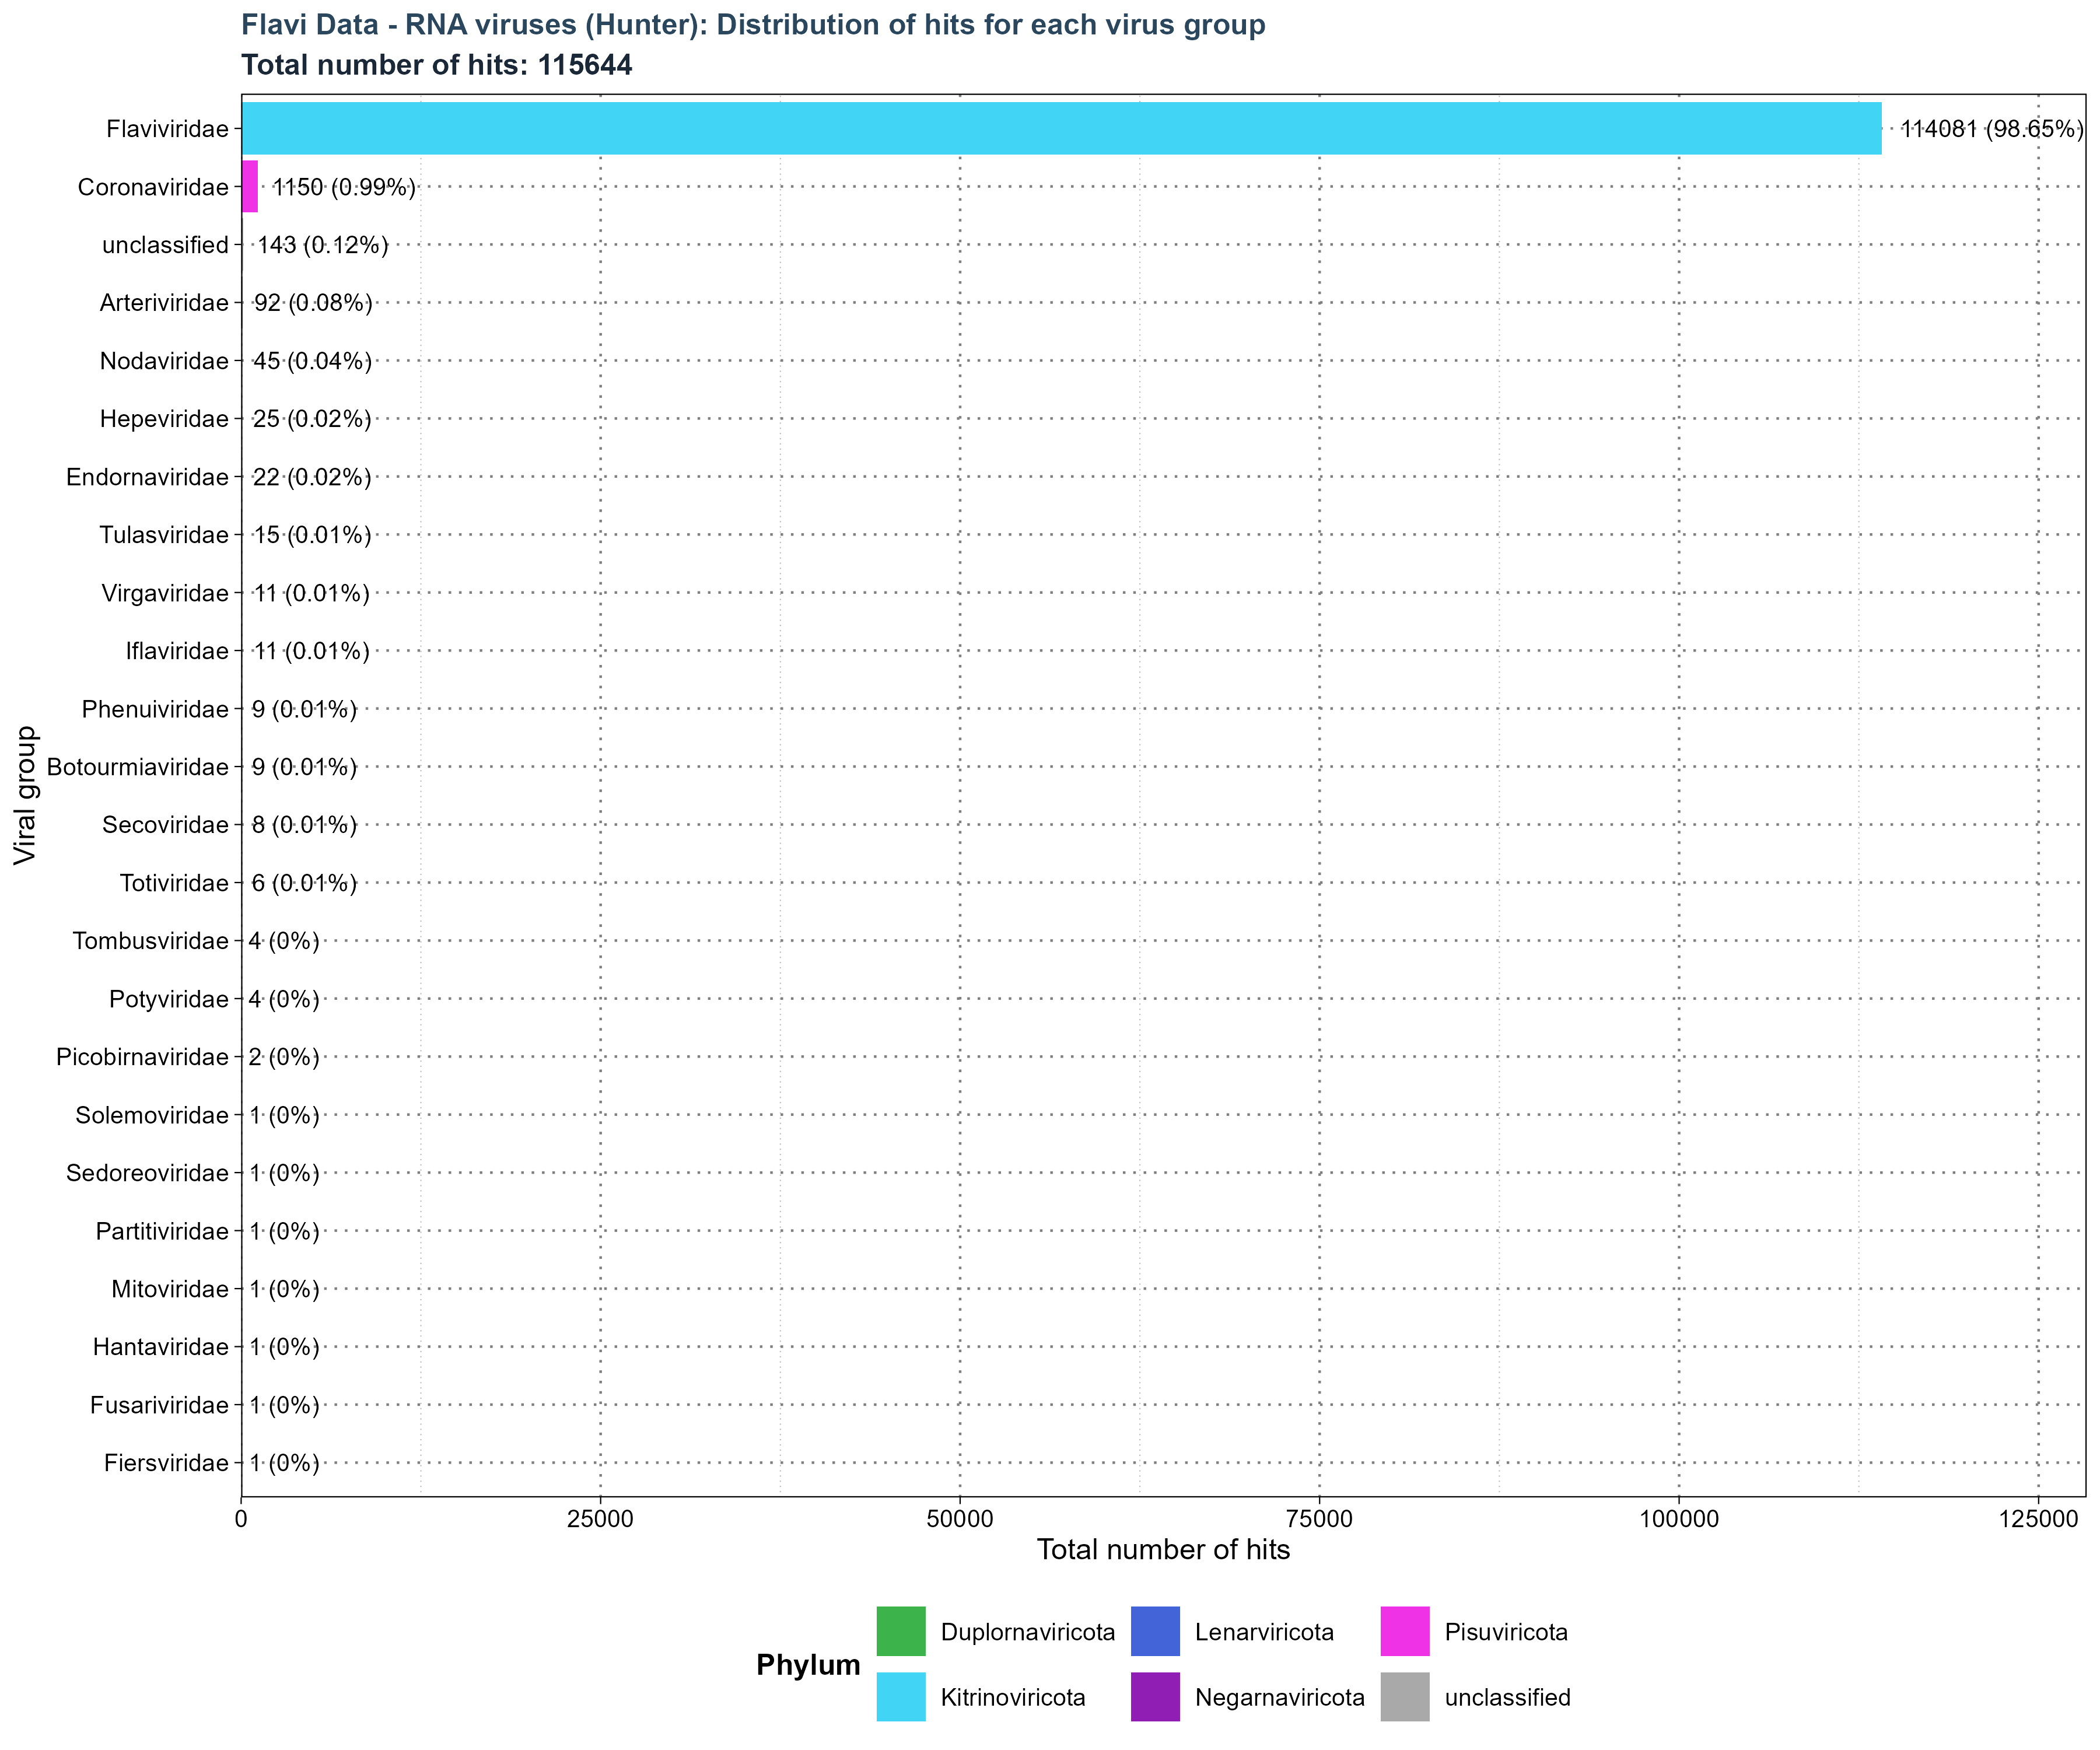 Flavi Data - RNA viruses (Hunter): Distribution of hits for each virus group
Total number of hits: 115644
Flaviviridae 114081 (98.65%)
Coronaviridae 1150 (0.99%)
unclassified 143 (0.12%)
Arteriviridae 92 (0.08%)
Nodaviridae 45 (0.04%)
Hepeviridae 25 (0.02%)
Endornaviridae 22 (0.02%)
Tulasviridae 15 (0.01%)
Virgaviridae 11 (0.01%)
Iflaviridae 11 (0.01%)
Phenuiviridae 9 (0.01%)
Botourmiaviridae 9 (0.01%)
Secoviridae 8 (0.01%)
Totiviridae 6 (0.01%)
Tombusviridae 4 (0%)
Potyviridae 4 (0%)
Picobirnaviridae 2 (0%)
Solemoviridae 1 (0%)
Sedoreoviridae 1 (0%)
Partitiviridae 1 (0%)
Mitoviridae 1 (0%)
Hantaviridae 1 (0%)
Fusariviridae 1 (0%)
Fiersviridae 1 (0%)
Viral group
0 25000 50000 75000 100000 125000
Total number of hits
Phylum
Duplornaviricota Lenarviricota Pisuviricota
Kitrinoviricota Negarnaviricota unclassified